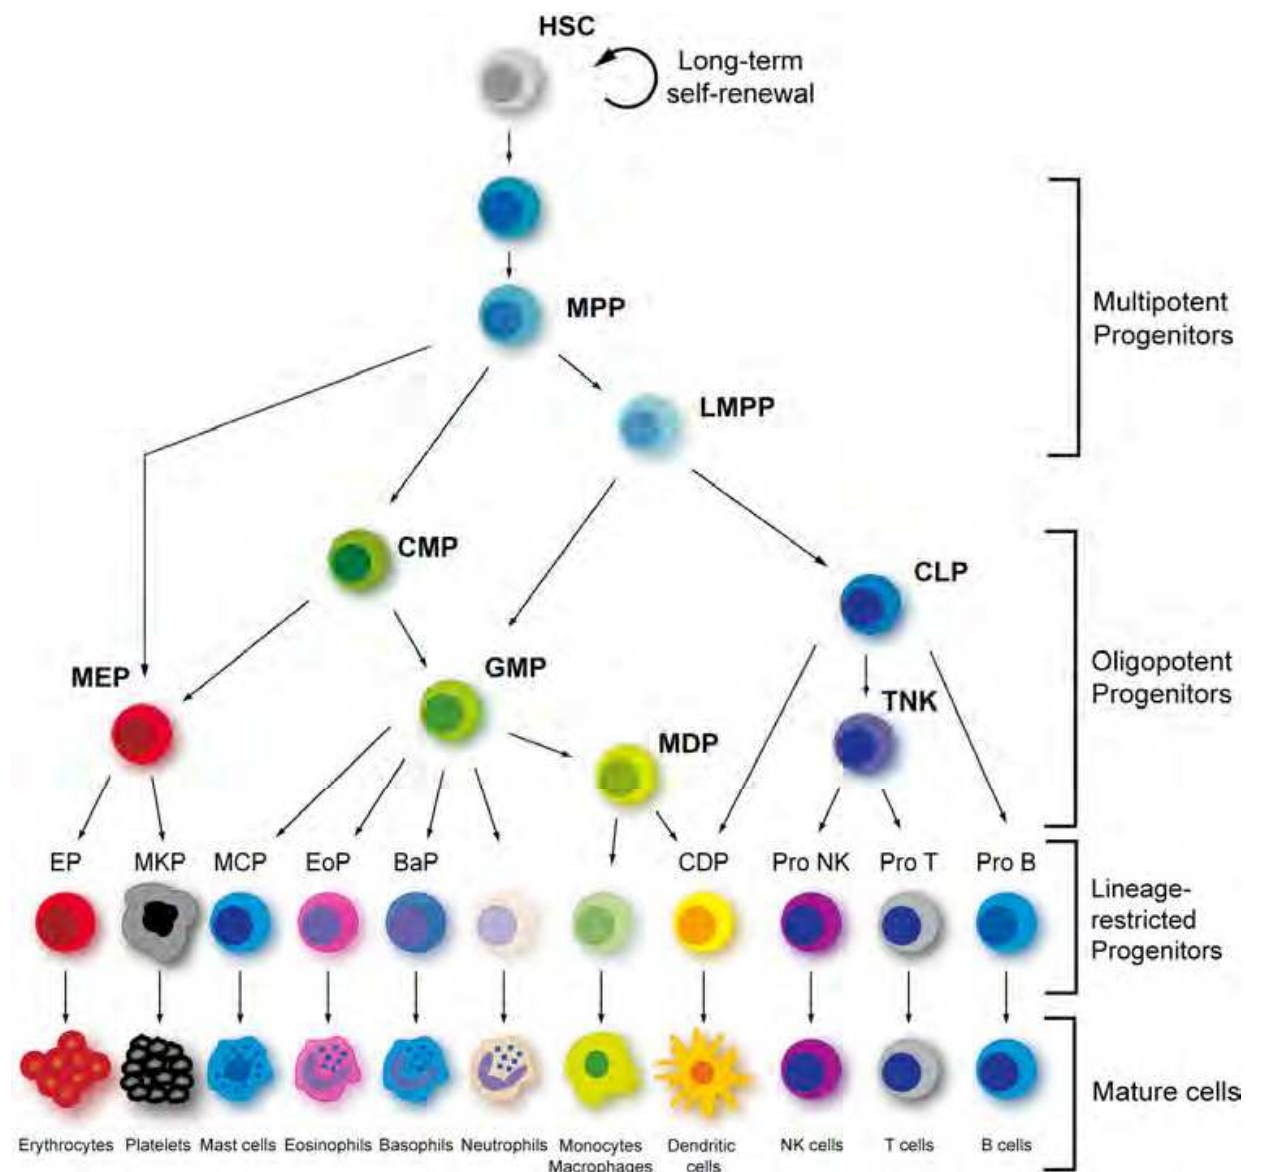 HSC
Long-term
self-renewal
MPP
Multipotent
Progenitors
LMPP
CMP
CLP
MEP
GMP
Oligopotent
Progenitors
TNK
MDP
EP
MKP
MCP
EoP
BaP
CDP
Pro NK
Pro T
Pro B
Lineage-
restricted
Progenitors
Mature cells
Erythrocytes
Platelets
Mast cells
Eosinophils
Basophils
Neutrophils
Monocytes
Macrophages
Dendritic
cells
NK cells
T cells
B cells